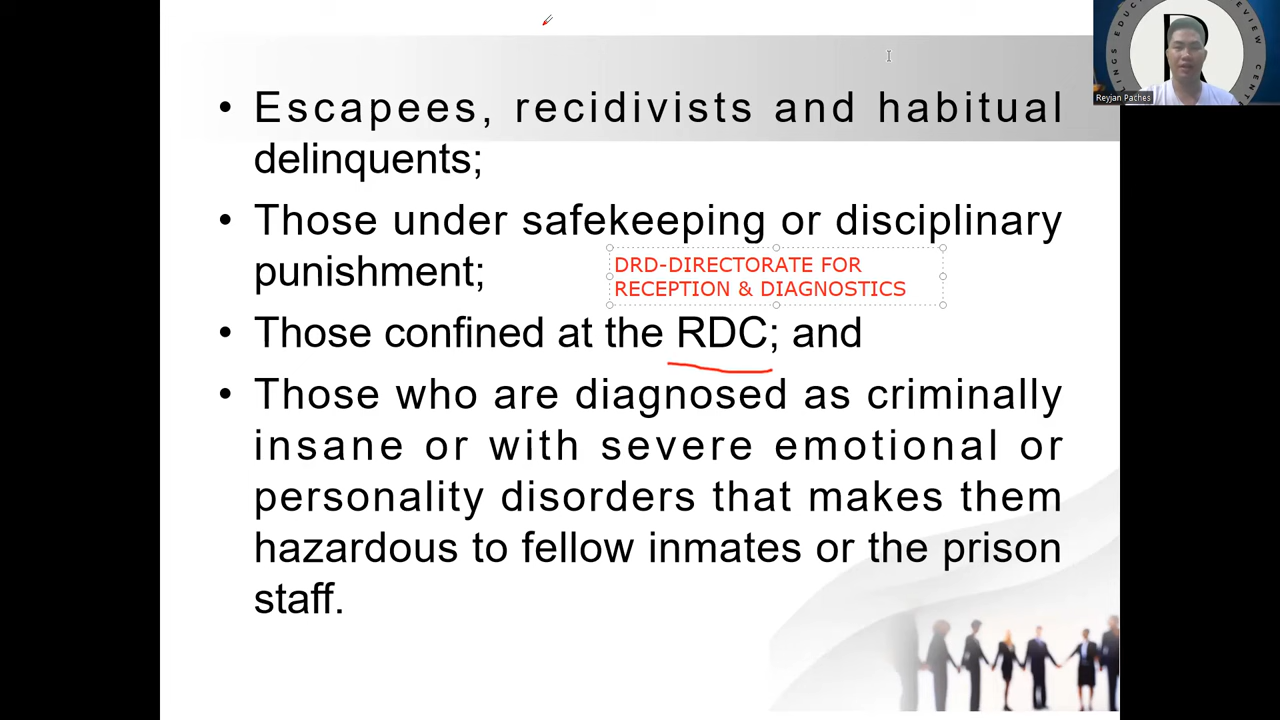 • Escapees, recidivists and habitual
delinquents;
• Those under safekeeping or disciplinary
punishment;
DRD-DIRECTORATE FOR
RECEPTION & DIAGNOSTICS
• Those confined at the RDC; and
• Those who are diagnosed as criminally
insane or with severe emotional or
personality disorders that makes them
hazardous to fellow inmates or the prison
staff.
Reyjan Paches